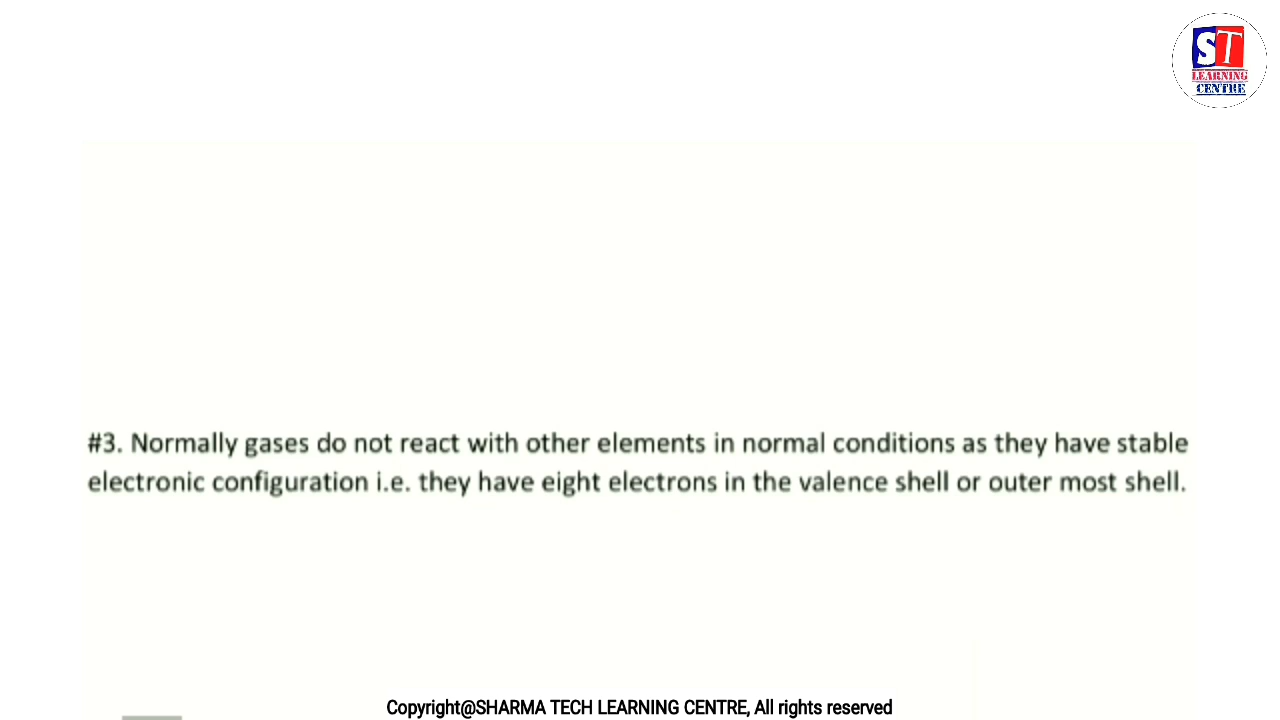 ST
LEARNING
CENTRE
#3. Normally gases do not react with other elements in normal conditions as they have stable
electronic configuration i.e. they have eight electrons in the valence shell or outer most shell.
Copyright@SHARMA TECH LEARNING CENTRE, All rights reserved